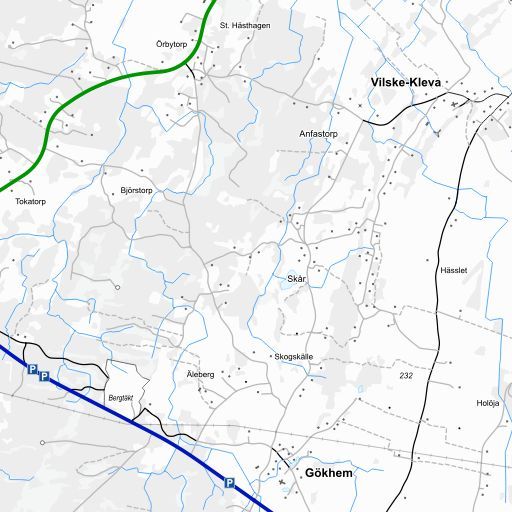 St. Hästhagen
Örbytorp
Vilske-Kleva
Anfastorp
Björstorp
Tokatorp
Hässlet
Skår
Skogskälle
P
P
Åleberg
232
Bergtäkt
Holöja
Gökhem
P